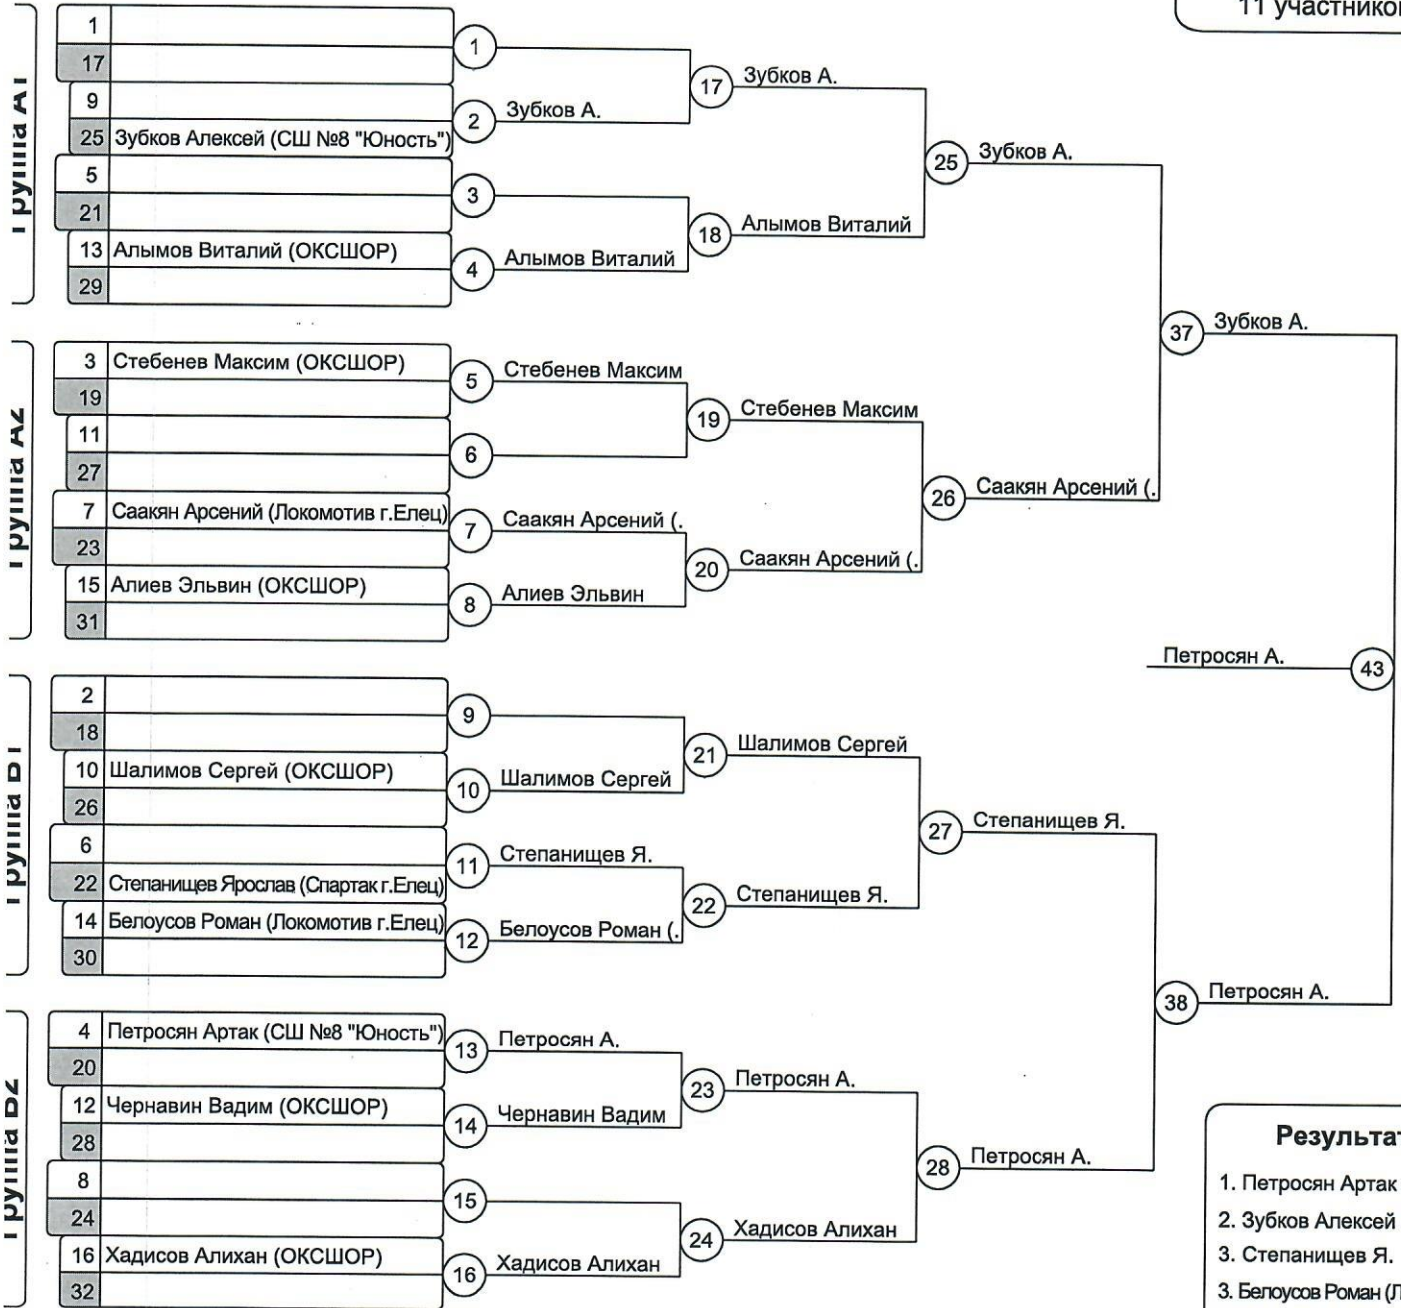 11 участников
Группа A1
1
17
9
25 Зубков Алексей (СШ №8 "Юность")
5
21
13 Алымов Виталий (ОКСШОР)
29
1
2 Зубков А.
3
4 Алымов Виталий
17 Зубков А.
18 Алымов Виталий
25 Зубков А.
Группа A2
3 Стебенев Максим (ОКСШОР)
19
11
27
7 Саакян Арсений (Локомотив г.Елец)
23
15 Алиев Эльвин (ОКСШОР)
31
5 Стебенев Максим
6
7 Саакян Арсений (.
8 Алиев Эльвин
19 Стебенев Максим
20 Саакян Арсений (.
26 Саакян Арсений (.
37 Зубков А.
Петросян А. 43
Группа B1
2
18
10 Шалимов Сергей (ОКСШОР)
26
6
22 Степанищев Ярослав (Спартак г.Елец)
14 Белоусов Роман (Локомотив г.Елец)
30
9
10 Шалимов Сергей
11 Степанищев Я.
12 Белоусов Роман (.
21 Шалимов Сергей
22 Степанищев Я.
27 Степанищев Я.
Группа B2
4 Петросян Артак (СШ №8 "Юность")
20
12 Чернавин Вадим (ОКСШОР)
28
8
24
16 Хадисов Алихан (ОКСШОР)
32
13 Петросян А.
14 Чернавин Вадим
15
16 Хадисов Алихан
23 Петросян А.
24 Хадисов Алихан
28 Петросян А.
38 Петросян А.
Результат
1. Петросян Артак
2. Зубков Алексей
3. Степанищев Я.
3. Белоусов Роман (Л